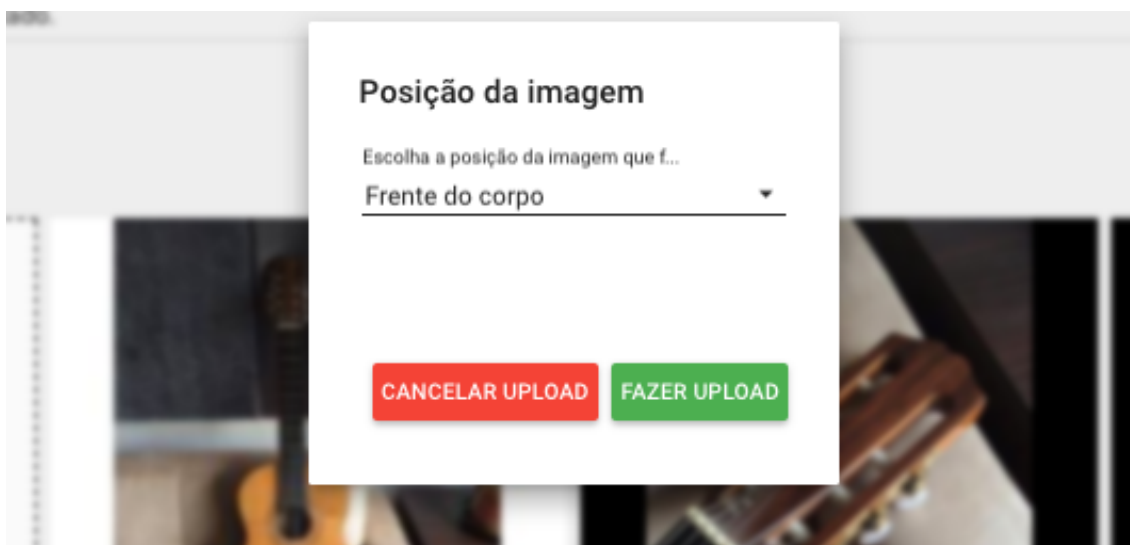 Posição da imagem
Escolha a posição da imagem que f...
Frente do corpo
CANCELAR UPLOAD
FAZER UPLOAD